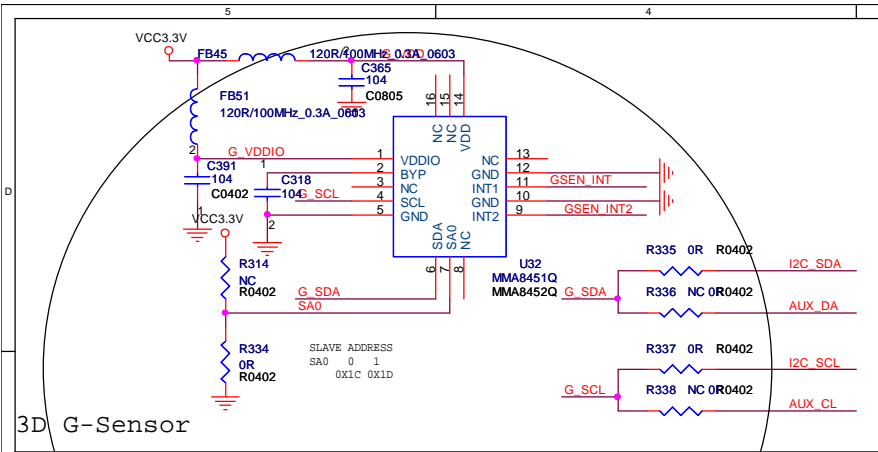 5
4
VCC3.3V
FB45
120R/100MHz_0.3A_0603
2
G_VDD
C365
104
C0805
FB51
120R/100MHz_0.3A_0603
16
15
14
NC
NC
VDD
G_VDDIO
2
1
1
VDDIO
NC
13
2
BYP
GND
12
3
NC
INT1
11
GSEN_INT
4
SCL
GND
10
5
GND
INT2
9
GSEN_INT2
D
C391
104
C0402
1
C318
104
G_SCL
2
VCC3.3V
SDA
SA0
NC
6
7
8
U32
MMA8451Q
MMA8452Q
R314
NC
R0402
G_SDA
SA0
R334
0R
R0402
SLAVE ADDRESS
SA0 0 1
0X1C 0X1D
R335 0R R0402
I2C_SDA
G_SDA
R336 NC 0R R0402
AUX_DA
R337 0R R0402
I2C_SCL
G_SCL
R338 NC 0R R0402
AUX_CL
3D G-Sensor